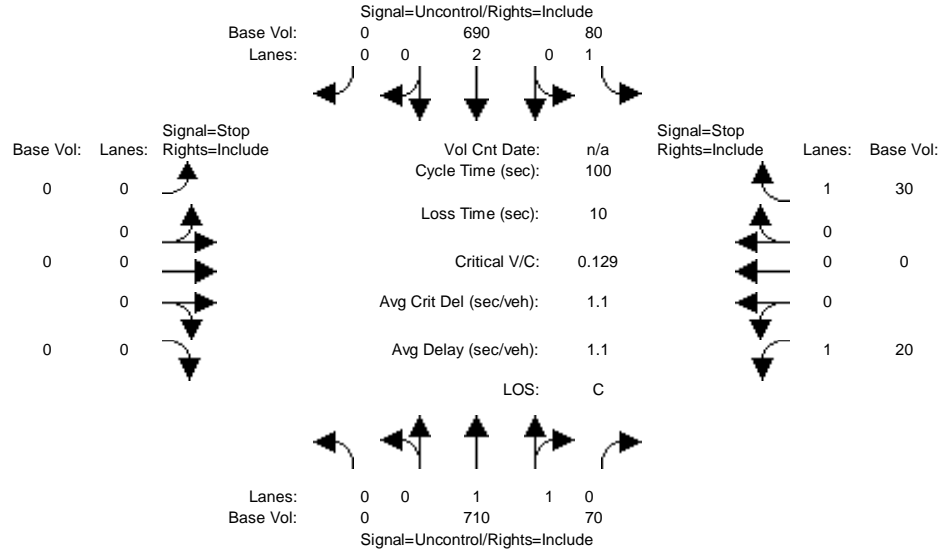 Signal=Uncontrol/Rights=Include
Base Vol: 0 690 80
Lanes: 0 0 2 0 1
Signal=Stop Signal=Stop
Base Vol: Lanes: Rights=Include Vol Cnt Date: n/a Rights=Include Lanes: Base Vol:
Cycle Time (sec): 100
0 0 1 30
Loss Time (sec): 10
0 0
0 0 Critical V/C: 0.129 0 0
0 Avg Crit Del (sec/veh): 1.1 0
0 0 Avg Delay (sec/veh): 1.1 1 20
LOS: C
Lanes: 0 0 1 1 0
Base Vol: 0 710 70
Signal=Uncontrol/Rights=Include